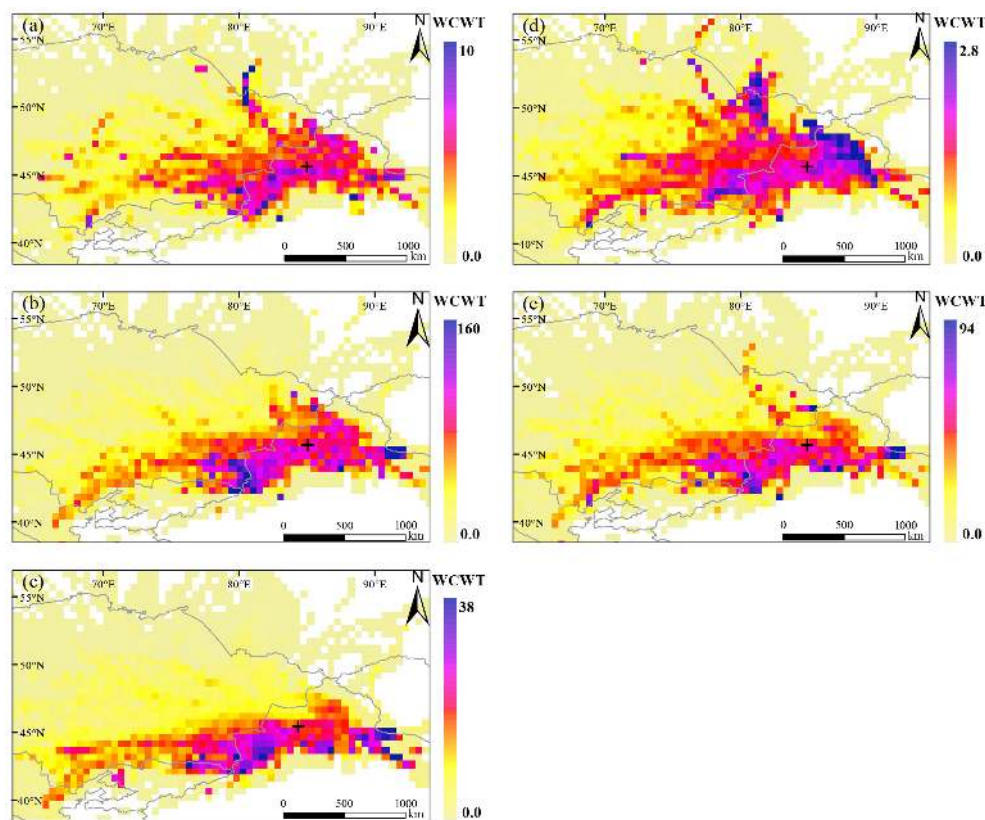 (a)
70°E
80°E
90°E
N
WCWT
10
0.0
55°N
50°N
45°N
40°N
0
500
1000
km
(d)
70°E
80°E
90°E
N
WCWT
2.8
0.0
55°N
50°N
45°N
40°N
0
500
1000
km
(b)
70°E
80°E
90°E
N
WCWT
160
0.0
55°N
50°N
45°N
40°N
0
500
1000
km
(e)
70°E
80°E
90°E
N
WCWT
94
0.0
55°N
50°N
45°N
40°N
0
500
1000
km
(c)
70°E
80°E
90°E
N
WCWT
38
0.0
55°N
50°N
45°N
40°N
0
500
1000
km